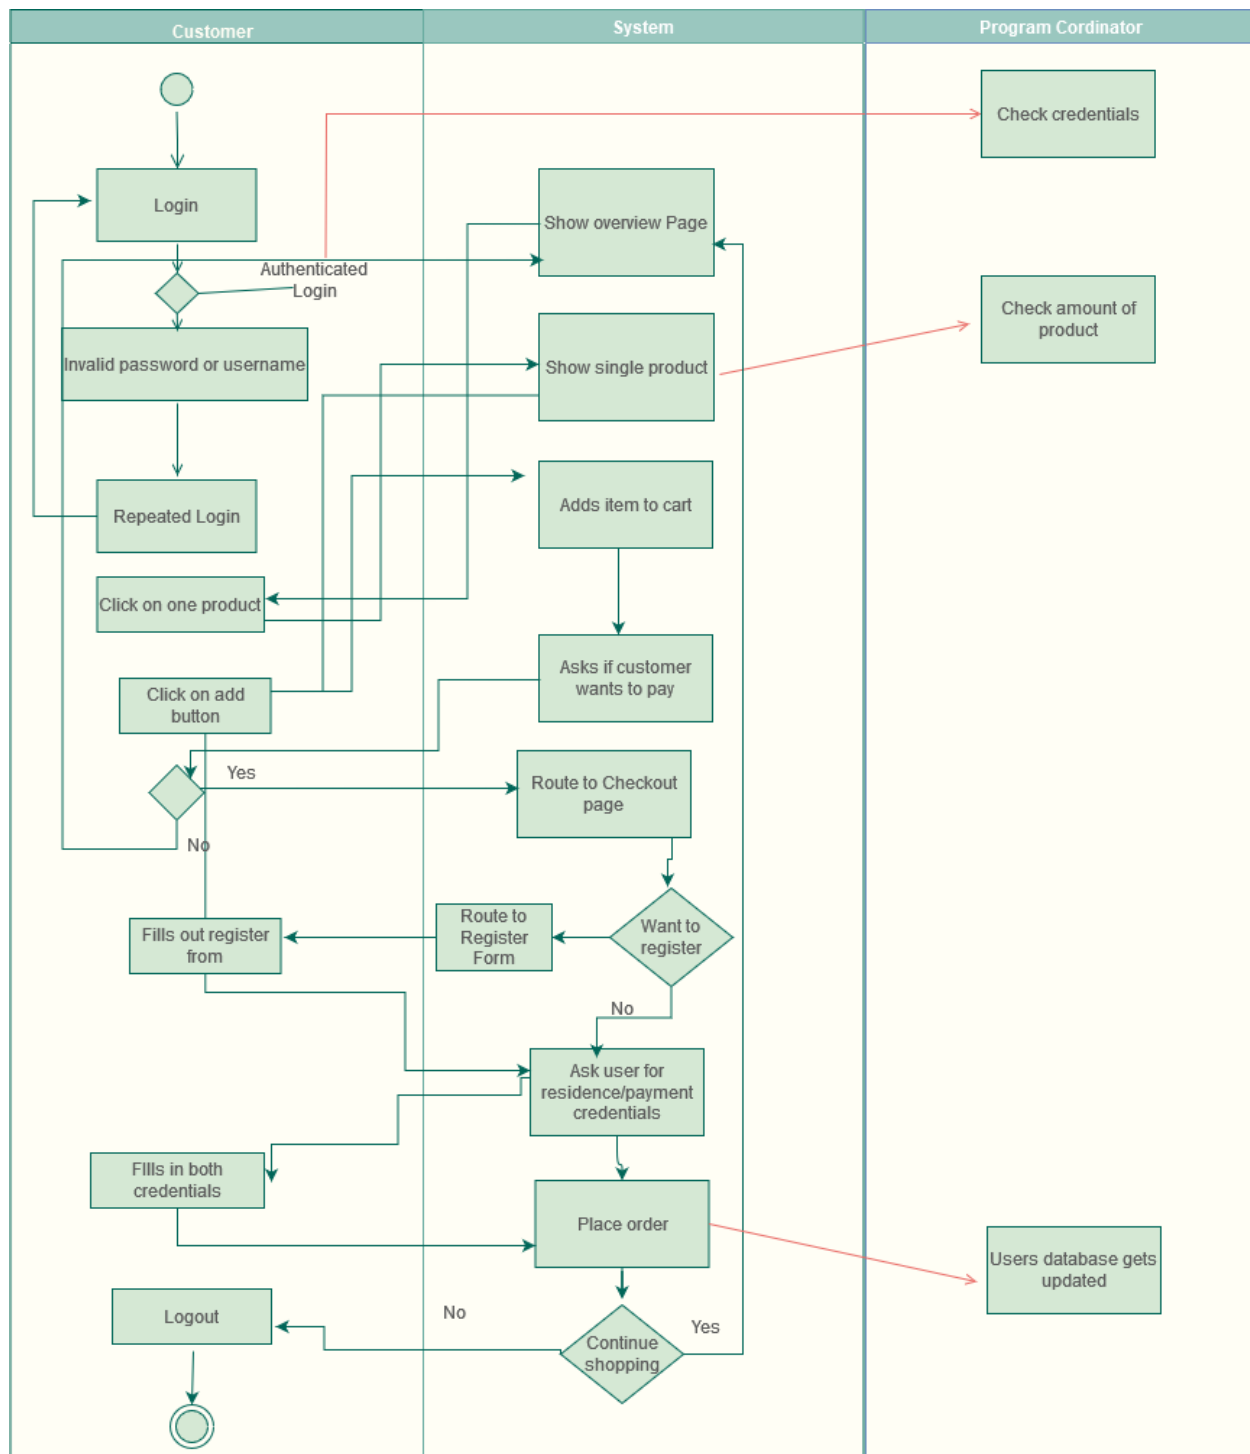 Customer
System
Program Cordinator
Check credentials
Login
Show overview Page
Authenticated
Login
Check amount of
product
Invalid password or username
Show single product
Repeated Login
Adds item to cart
Click on one product
Asks if customer
wants to pay
Click on add
button
Yes
Route to Checkout
page
No
Fills out register
from
Route to
Register
Form
Want to
register
No
Ask user for
residence/payment
credentials
FIlls in both
credentials
Place order
Users database gets
updated
Logout
No
Continue
shopping
Yes